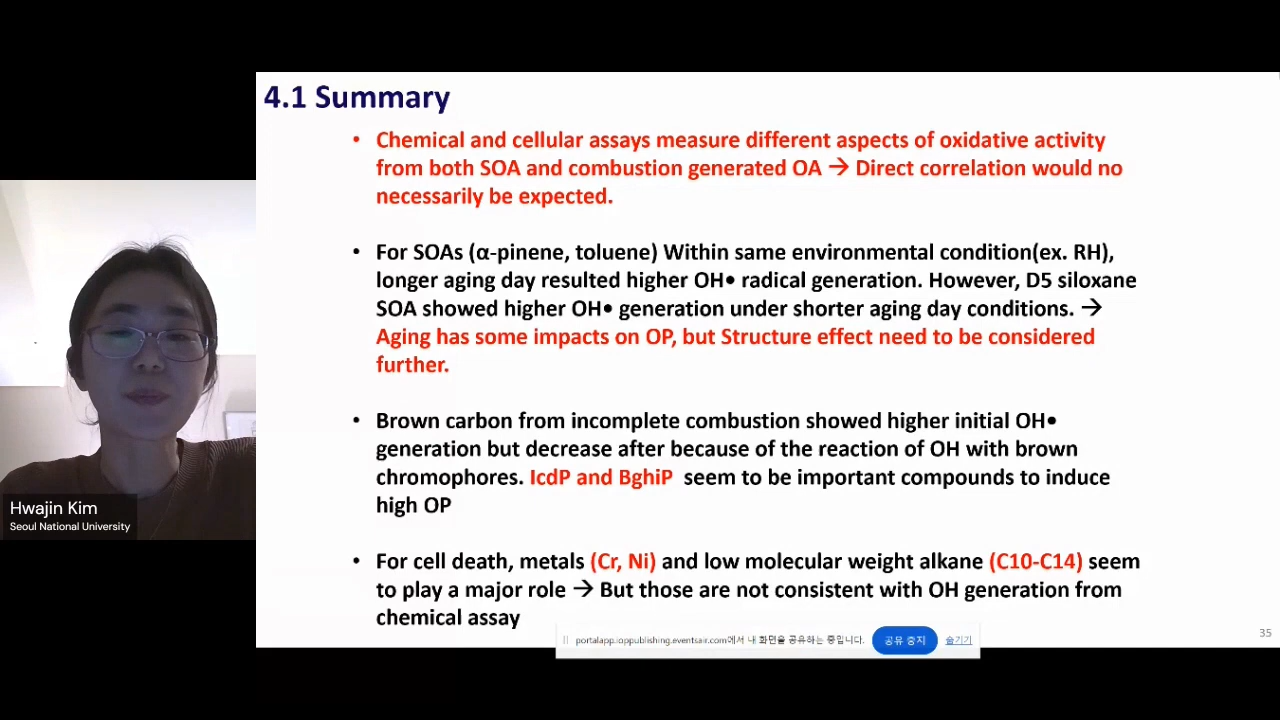 4.1 Summary
• Chemical and cellular assays measure different aspects of oxidative activity
from both SOA and combustion generated OA → Direct correlation would no
necessarily be expected.
• For SOAs (α-pinene, toluene) Within same environmental condition(ex. RH),
longer aging day resulted higher OH• radical generation. However, D5 siloxane
SOA showed higher OH• generation under shorter aging day conditions. →
Aging has some impacts on OP, but Structure effect need to be considered
further.
• Brown carbon from incomplete combustion showed higher initial OH•
generation but decrease after because of the reaction of OH with brown
chromophores. IcdP and BghiP seem to be important compounds to induce
high OP
• For cell death, metals (Cr, Ni) and low molecular weight alkane (C10-C14) seem
to play a major role → But those are not consistent with OH generation from
chemical assay
35
Hwajin Kim
Seoul National University
portalapp.ioppublishing.eventsair.com에서 내 화면을 공유하는 중입니다.
공유 중지
숨기기